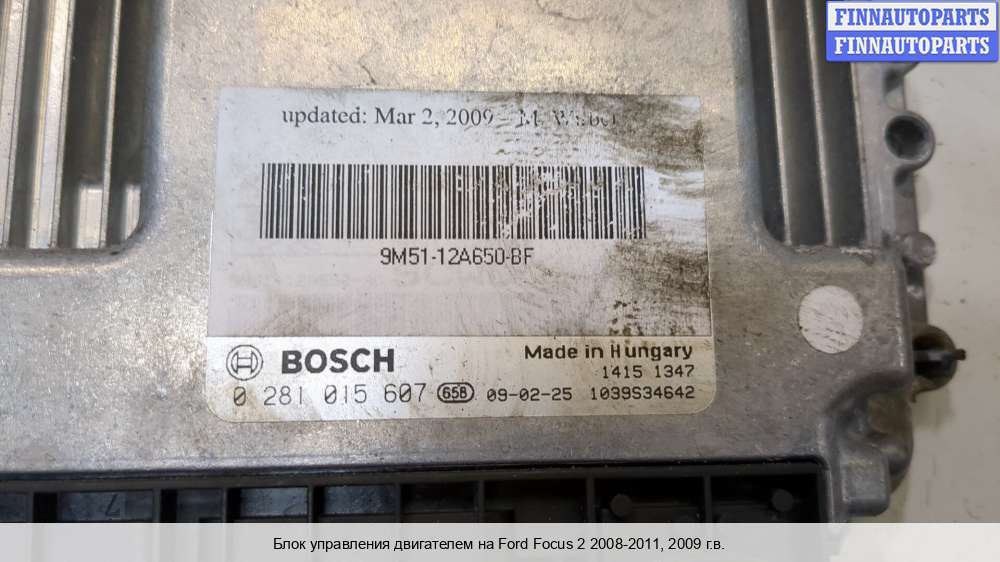 FINNAUTOPARTS
FINNAUTOPARTS
updated: Mar 2, 2009
9M51-12A650-BF
BOSCH
Made in Hungary
1415 1347
0 281 015 607 658 09-02-25 1039S34642
7
Блок управления двигателем на Ford Focus 2 2008-2011, 2009 г.в.